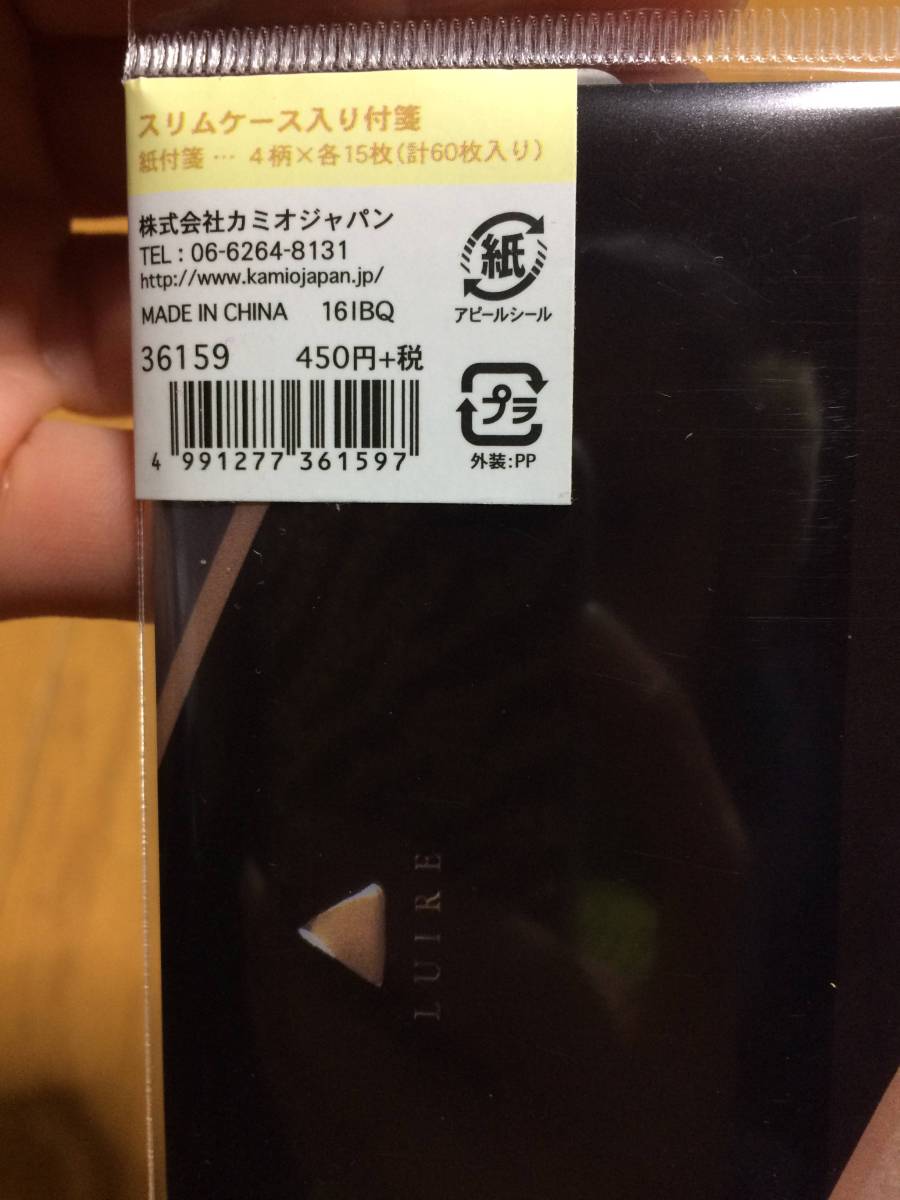 スリムケース入り付箋
紙付箋 … 4柄×各15枚(計60枚入り)
株式会社カミオジャパン
TEL : 06-6264-8131
http://www.kamiojapan.jp/
MADE IN CHINA 16IBQ
36159 450円+税
4 991277 361597
紙
アピールシール
プラ
外装:PP
LUIRE